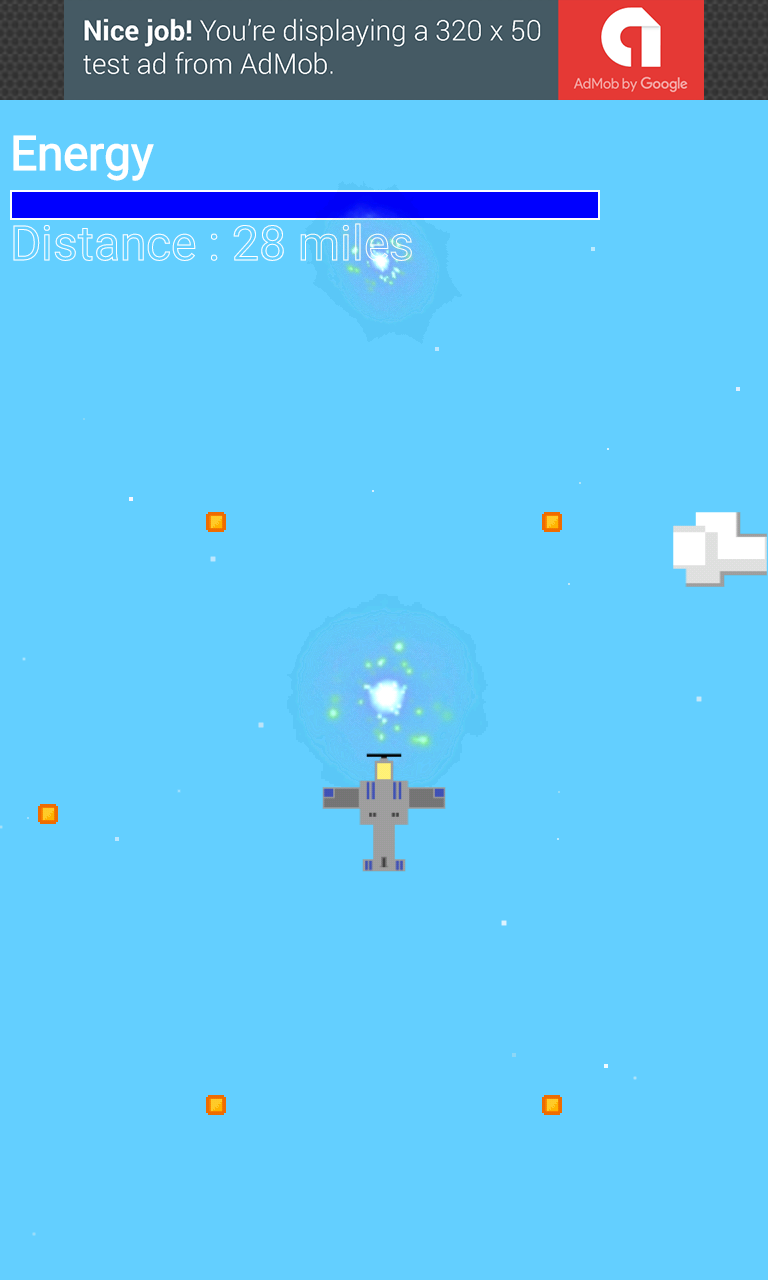 Nice job! You're displaying a 320 x 50
test ad from AdMob.
AdMob by Google
Energy
Distance : 28 miles